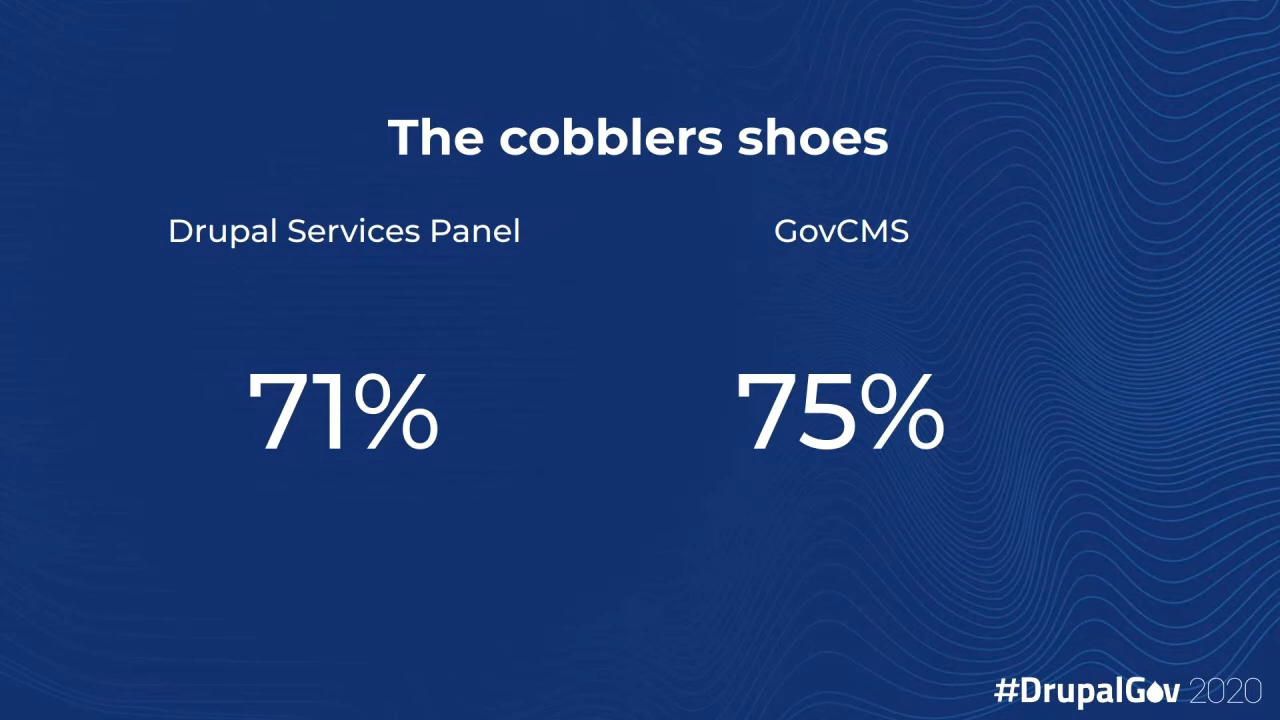 The cobblers shoes
Drupal Services Panel
GovCMS
71%
75%
#DrupalGov 2020